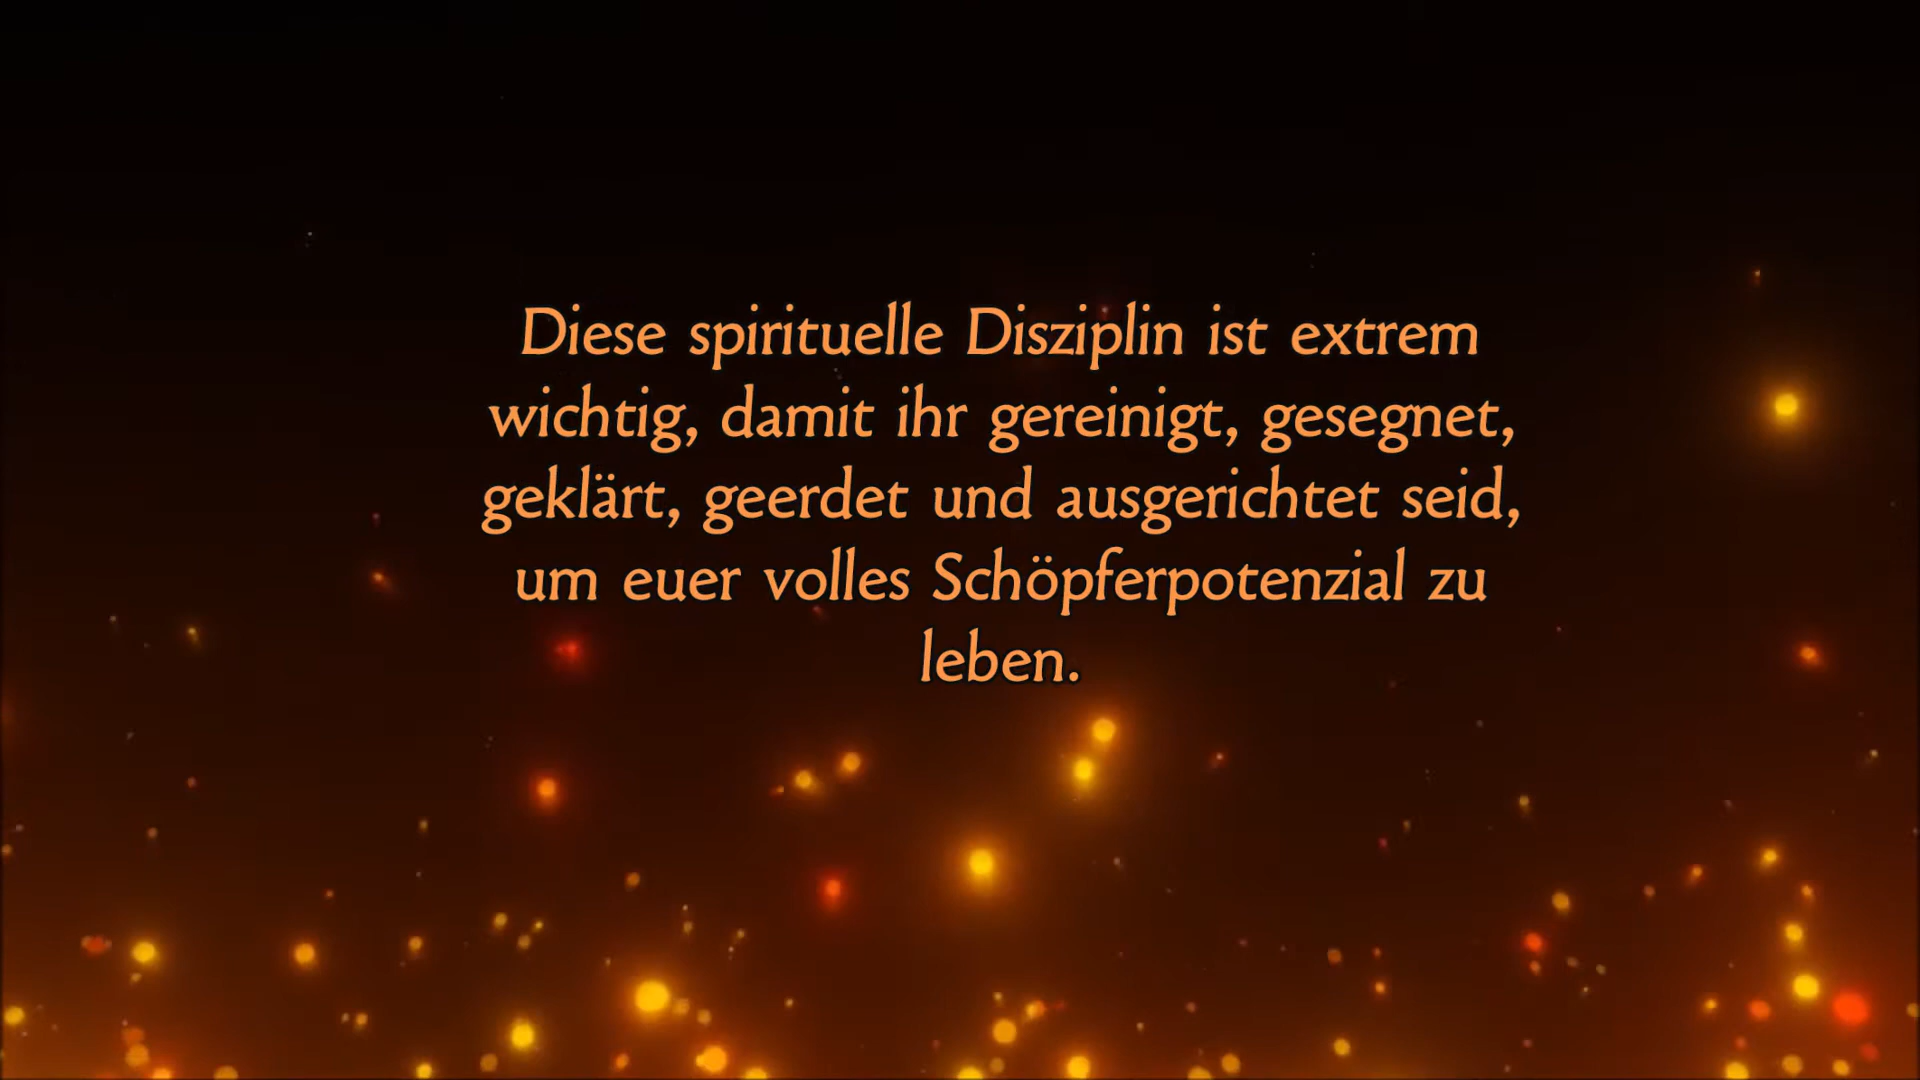 Diese spirituelle Disziplin ist extrem
wichtig, damit ihr gereinigt, gesegnet,
geklärt, geerdet und ausgerichtet seid,
um euer volles Schöpferpotenzial zu
leben.